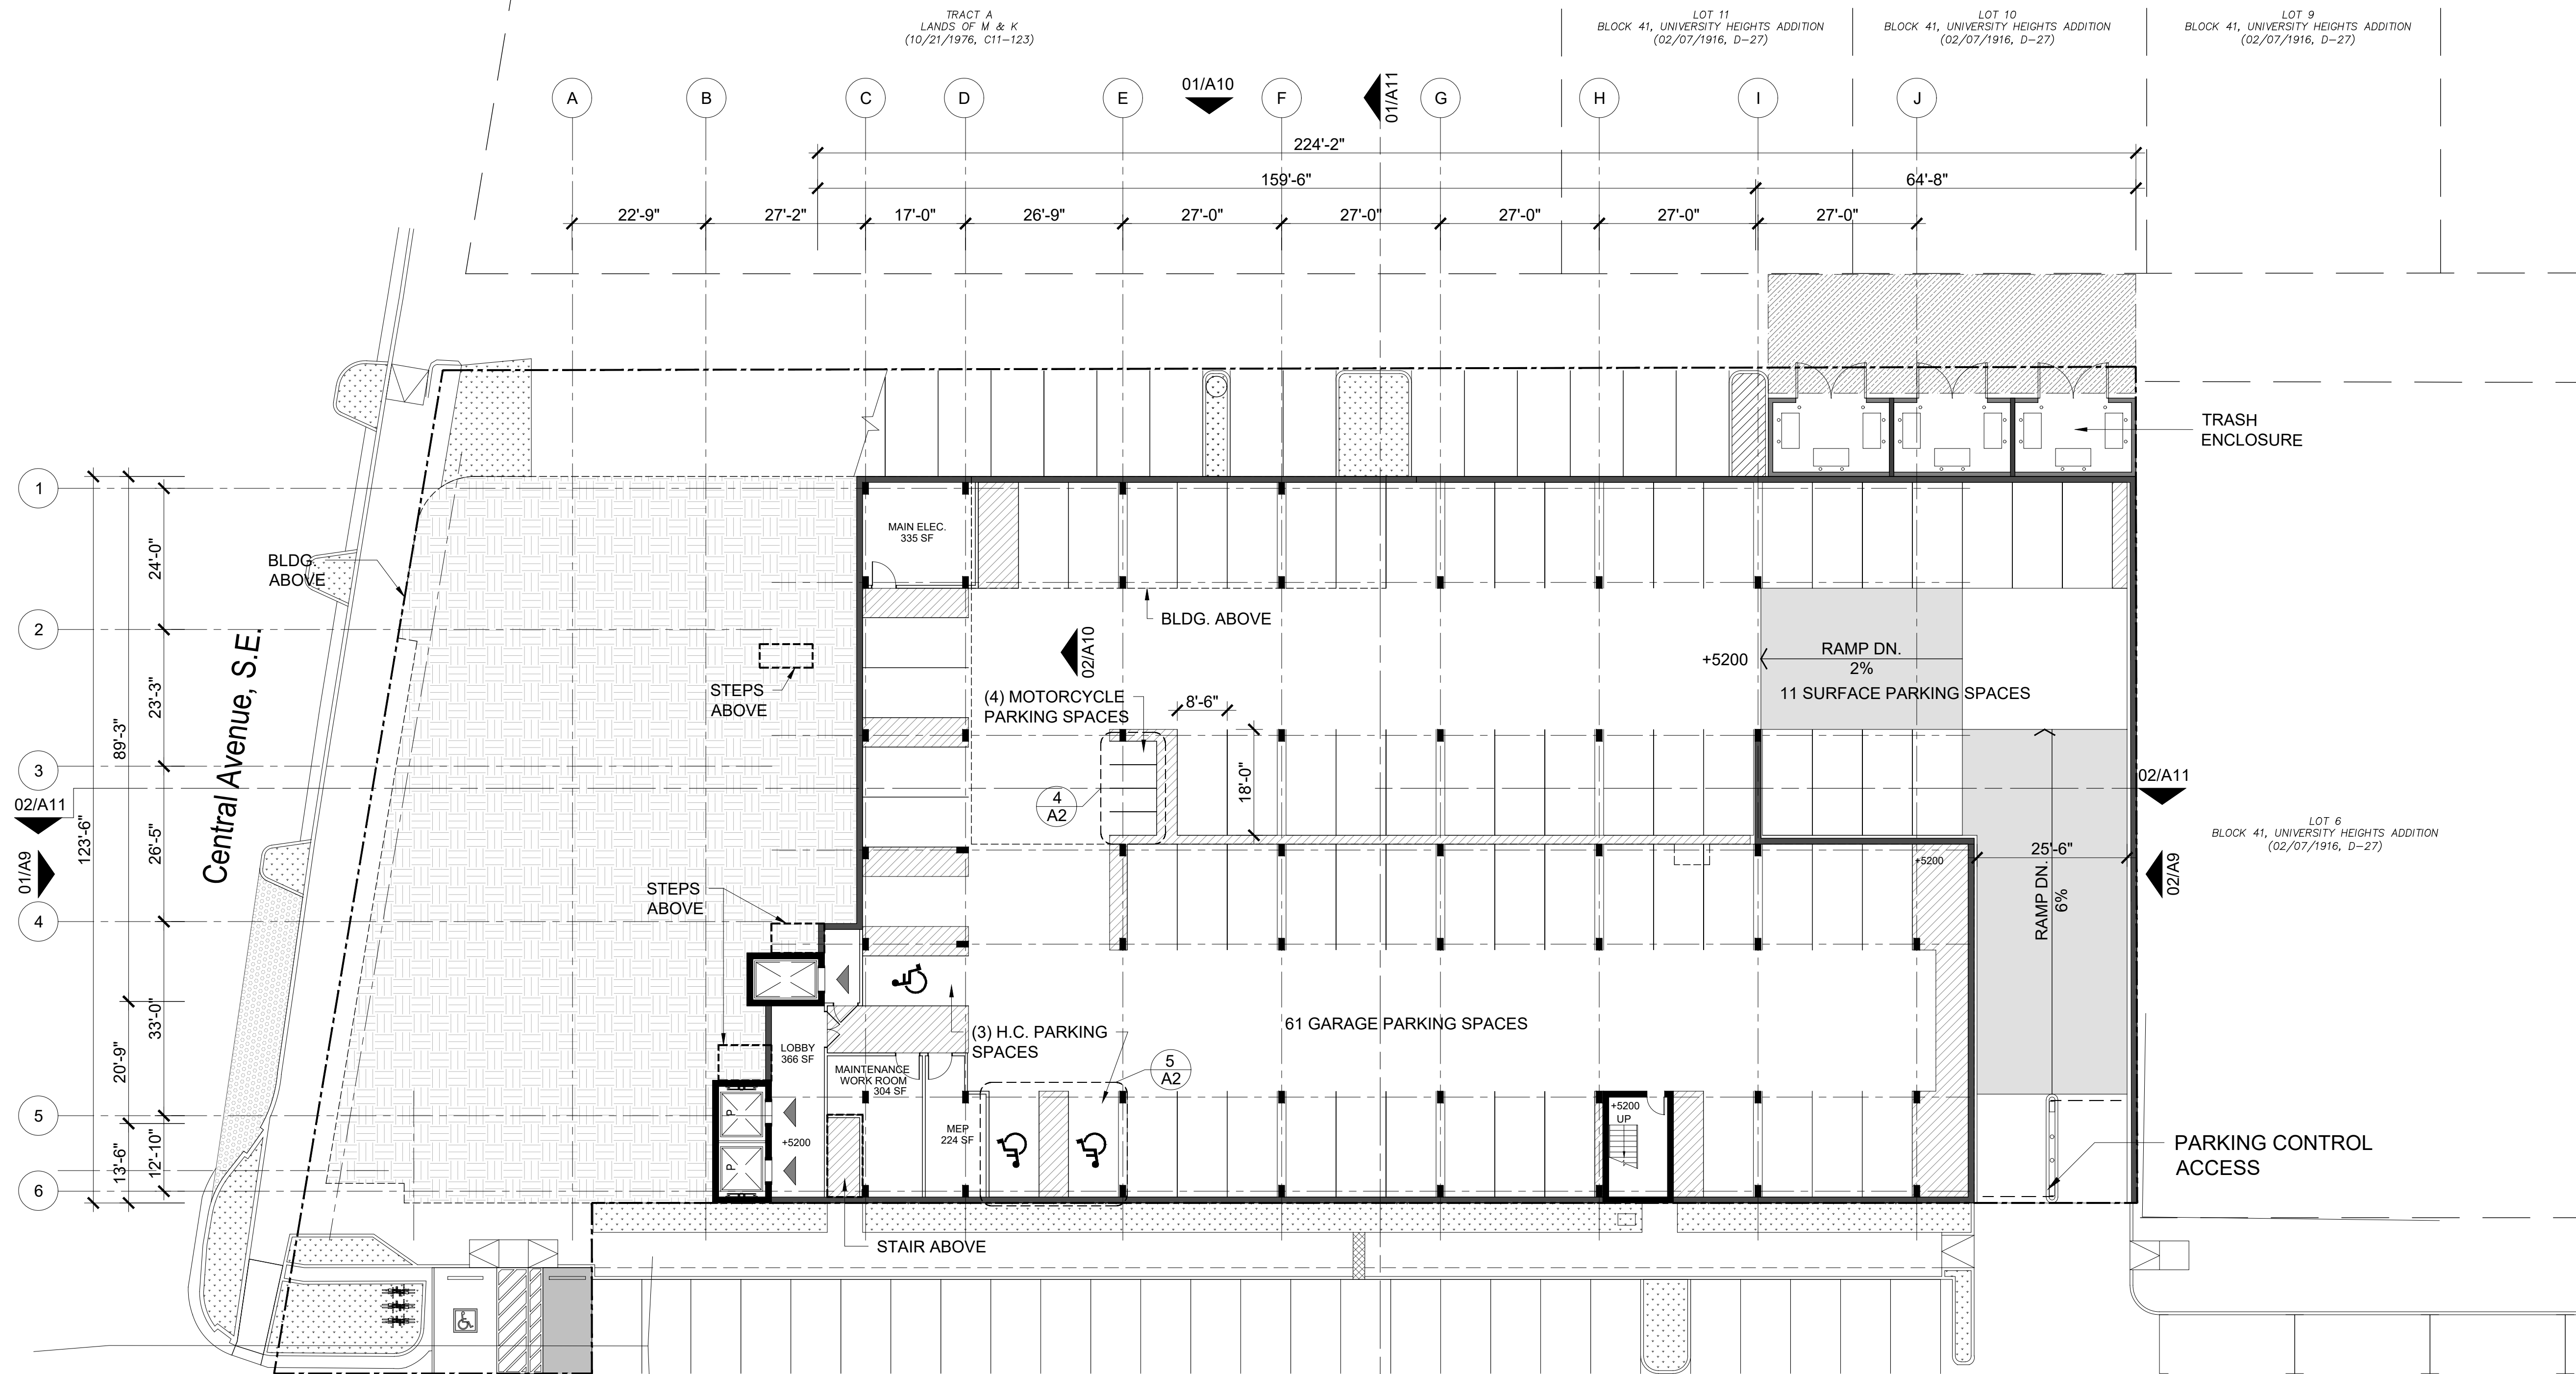 TRACT A
LANDS OF M & K
(10/21/1976, C11-123)
LOT 11
BLOCK 41, UNIVERSITY HEIGHTS ADDITION
(02/07/1916, D-27)
LOT 10
BLOCK 41, UNIVERSITY HEIGHTS ADDITION
(02/07/1916, D-27)
LOT 9
BLOCK 41, UNIVERSITY HEIGHTS ADDITION
(02/07/1916, D-27)
A
B
C
D
E
01/A10
F
01/A11
G
H
I
J
224'-2"
159'-6"
64'-8"
22'-9"
27'-2"
17'-0"
26'-9"
27'-0"
27'-0"
27'-0"
27'-0"
27'-0"
TRASH
ENCLOSURE
1
2
3
4
5
6
24'-0"
23'-3"
26'-5"
33'-0"
12'-10"
89'-3"
20'-9"
13'-6"
123'-6"
02/A11
01/A9
Central Avenue, S.E.
BLDG.
ABOVE
MAIN ELEC.
335 SF
BLDG. ABOVE
02/A10
STEPS
ABOVE
(4) MOTORCYCLE
PARKING SPACES
8'-6"
18'-0"
4
A2
+5200
RAMP DN.
2%
11 SURFACE PARKING SPACES
02/A11
LOT 6
BLOCK 41, UNIVERSITY HEIGHTS ADDITION
(02/07/1916, D-27)
+5200
25'-6"
RAMP DN.
6%
02/A9
STEPS
ABOVE
(3) H.C. PARKING
SPACES
61 GARAGE PARKING SPACES
LOBBY
366 SF
MAINTENANCE
WORK ROOM
304 SF
5
A2
P
P
+5200
MEP
224 SF
+5200
UP
PARKING CONTROL
ACCESS
STAIR ABOVE